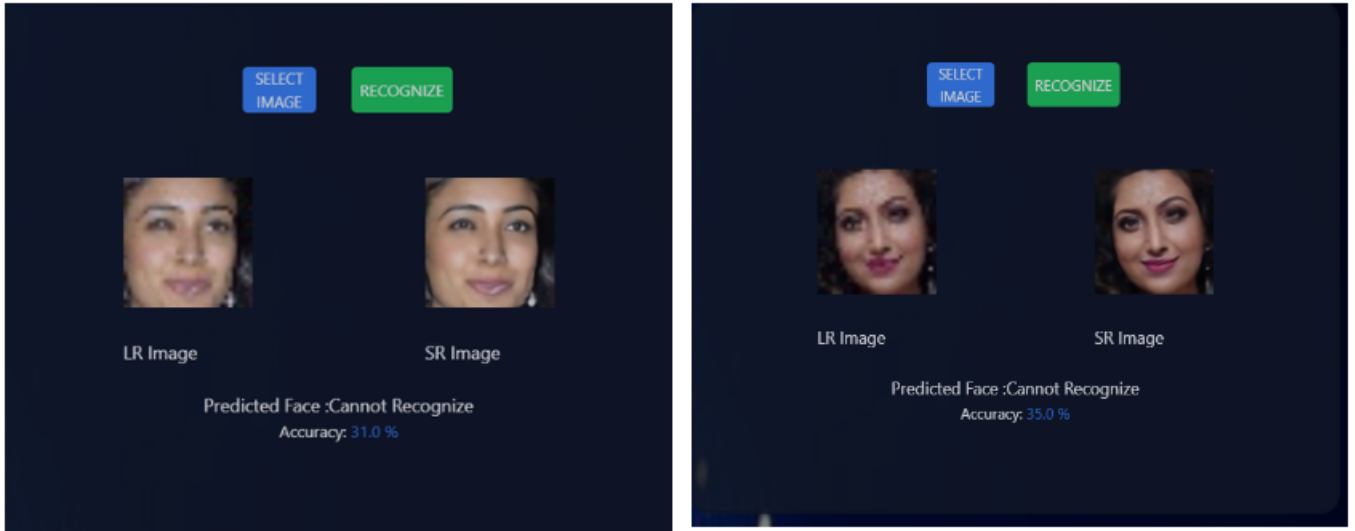 SELECT
IMAGE
RECOGNIZE
LR Image
SR Image
Predicted Face :Cannot Recognize
Accuracy: 31.0 %
SELECT
IMAGE
RECOGNIZE
LR Image
SR Image
Predicted Face :Cannot Recognize
Accuracy: 35.0 %